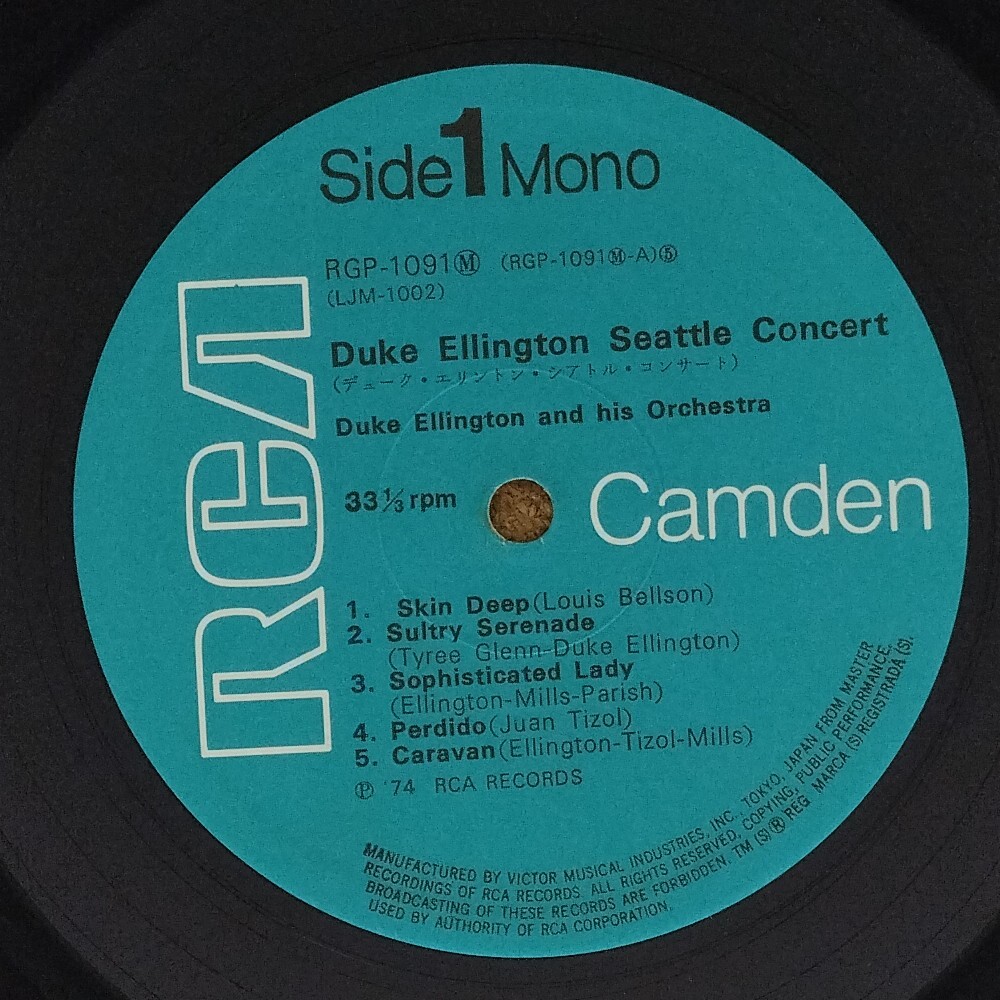 Side 1 Mono
RGP-1091Ⓜ (RGP-1091Ⓜ-A)⑤
(LJM-1002)
Duke Ellington Seattle Concert
(デューク・エリントン・シアトル・コンサート)
Duke Ellington and his Orchestra
33⅓ rpm
Camden
RCA
1. Skin Deep(Louis Bellson)
2. Sultry Serenade
(Tyree Glenn-Duke Ellington)
3. Sophisticated Lady
(Ellington-Mills-Parish)
4. Perdido(Juan Tizol)
5. Caravan(Ellington-Tizol-Mills)
Ⓟ '74 RCA RECORDS
MANUFACTURED BY VICTOR MUSICAL INDUSTRIES, INC., TOKYO, JAPAN FROM MASTER
RECORDINGS OF RCA RECORDS. ALL RIGHTS RESERVED, COPYING, PUBLIC PERFORMANCE,
BROADCASTING OF THESE RECORDS ARE FORBIDDEN. TM (S)® REG MARCA (S) REGISTRADA (S).
USED BY AUTHORITY OF RCA CORPORATION.